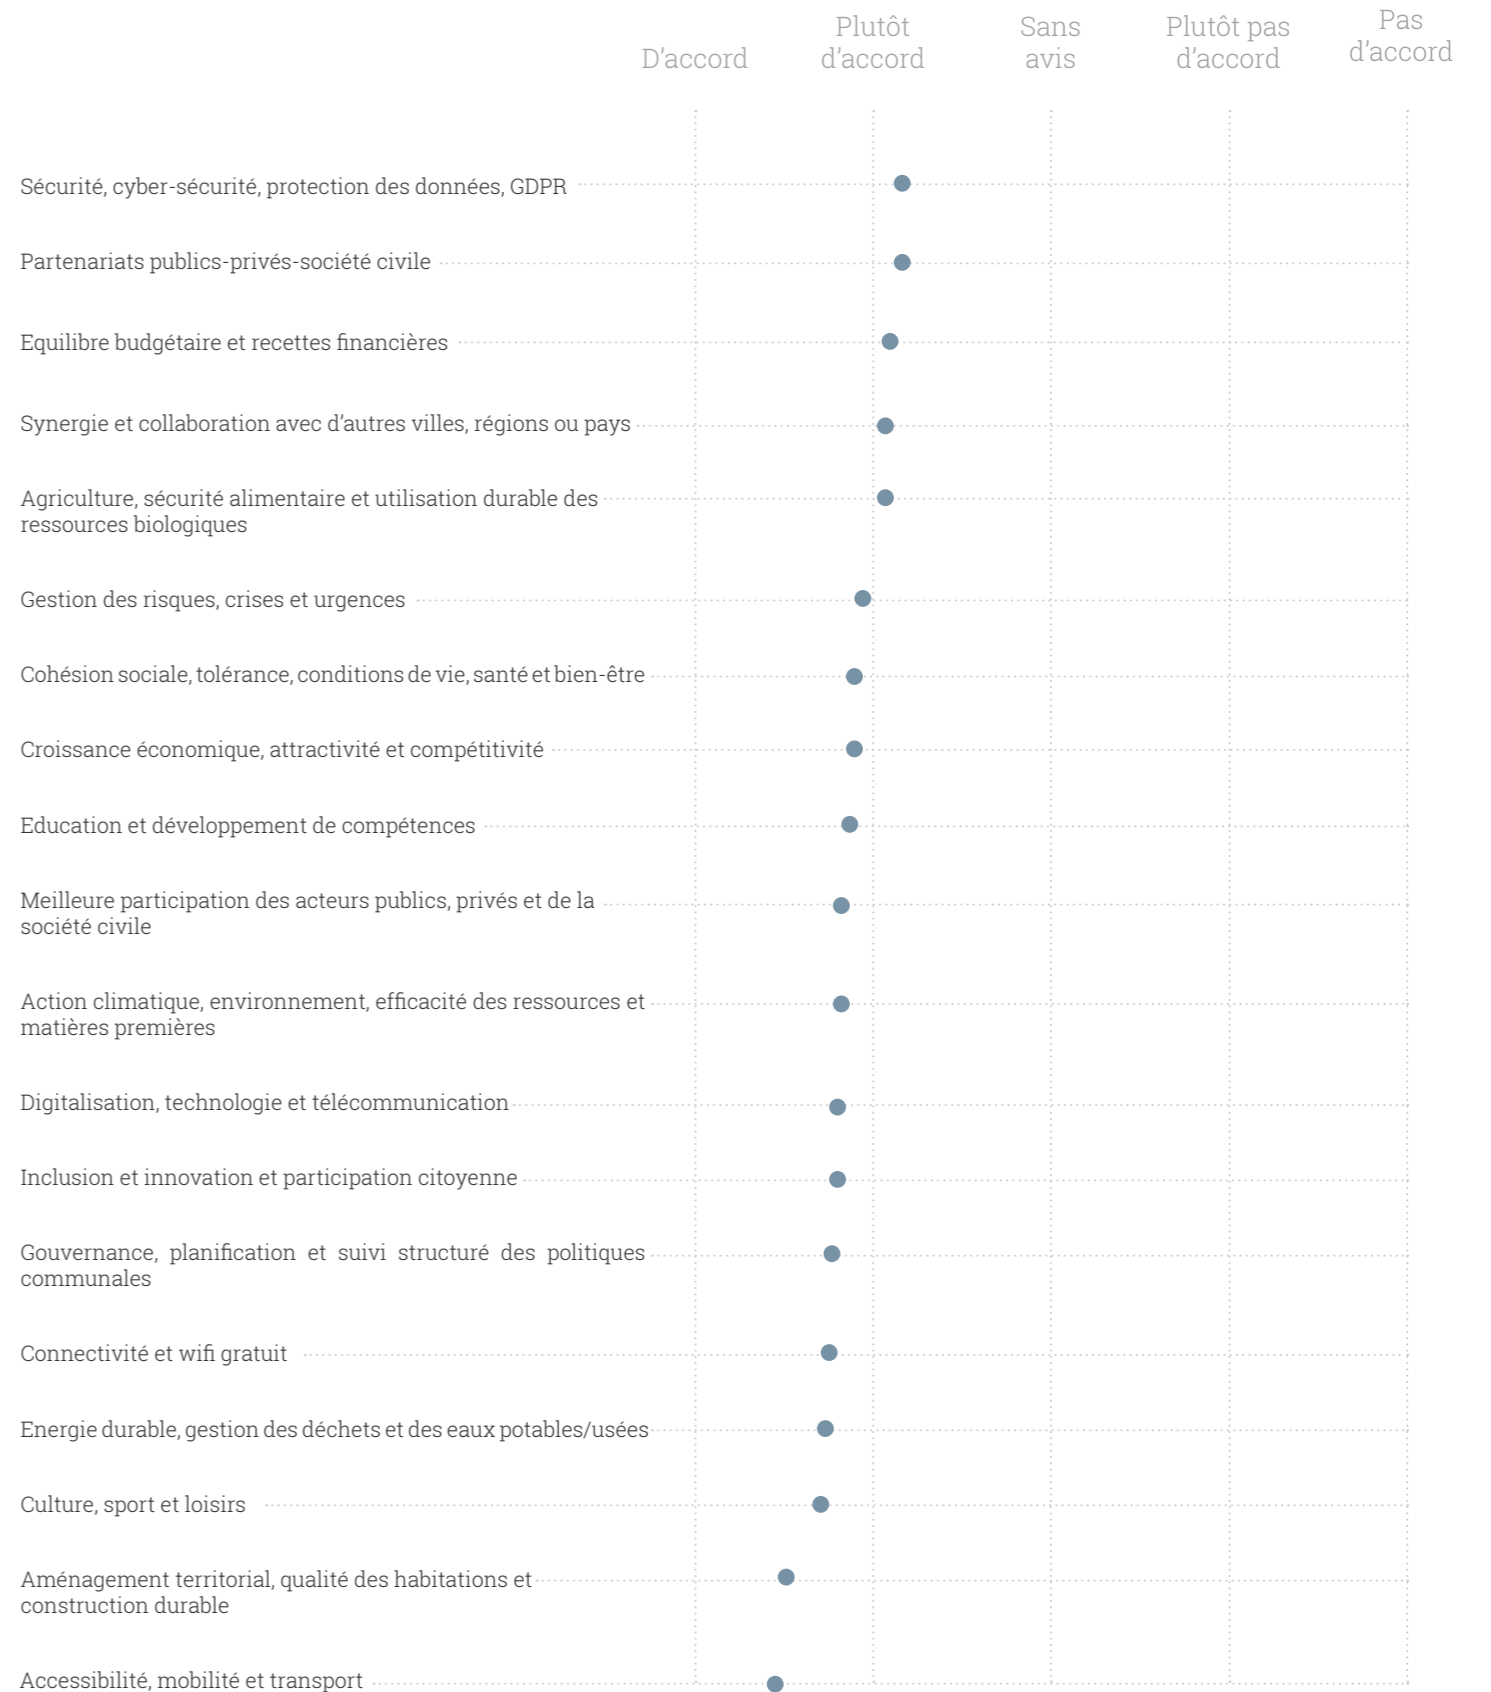 D'accord
Plutôt
d'accord
Sans
avis
Plutôt pas
d'accord
Pas
d'accord
Sécurité, cyber-sécurité, protection des données, GDPR
Partenariats publics-privés-société civile
Equilibre budgétaire et recettes financières
Synergie et collaboration avec d'autres villes, régions ou pays
Agriculture, sécurité alimentaire et utilisation durable des
ressources biologiques
Gestion des risques, crises et urgences
Cohésion sociale, tolérance, conditions de vie, santé et bien-être
Croissance économique, attractivité et compétitivité
Education et développement de compétences
Meilleure participation des acteurs publics, privés et de la
société civile
Action climatique, environnement, efficacité des ressources et
matières premières
Digitalisation, technologie et télécommunication
Inclusion et innovation et participation citoyenne
Gouvernance, planification et suivi structuré des politiques
communales
Connectivité et wifi gratuit
Energie durable, gestion des déchets et des eaux potables/usées
Culture, sport et loisirs
Aménagement territorial, qualité des habitations et
construction durable
Accessibilité, mobilité et transport